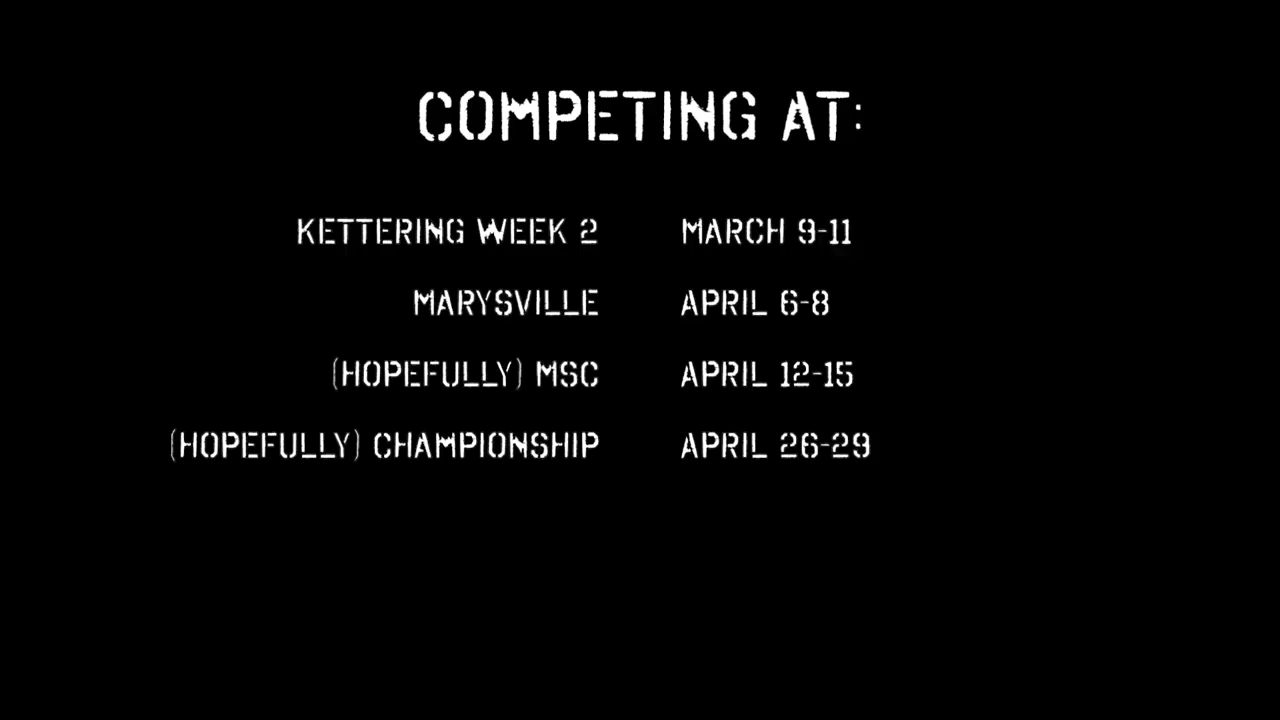 COMPETING AT:
KETTERING WEEK 2 MARCH 9-11
MARYSVILLE APRIL 6-8
(HOPEFULLY) MSC APRIL 12-15
(HOPEFULLY) CHAMPIONSHIP APRIL 26-29